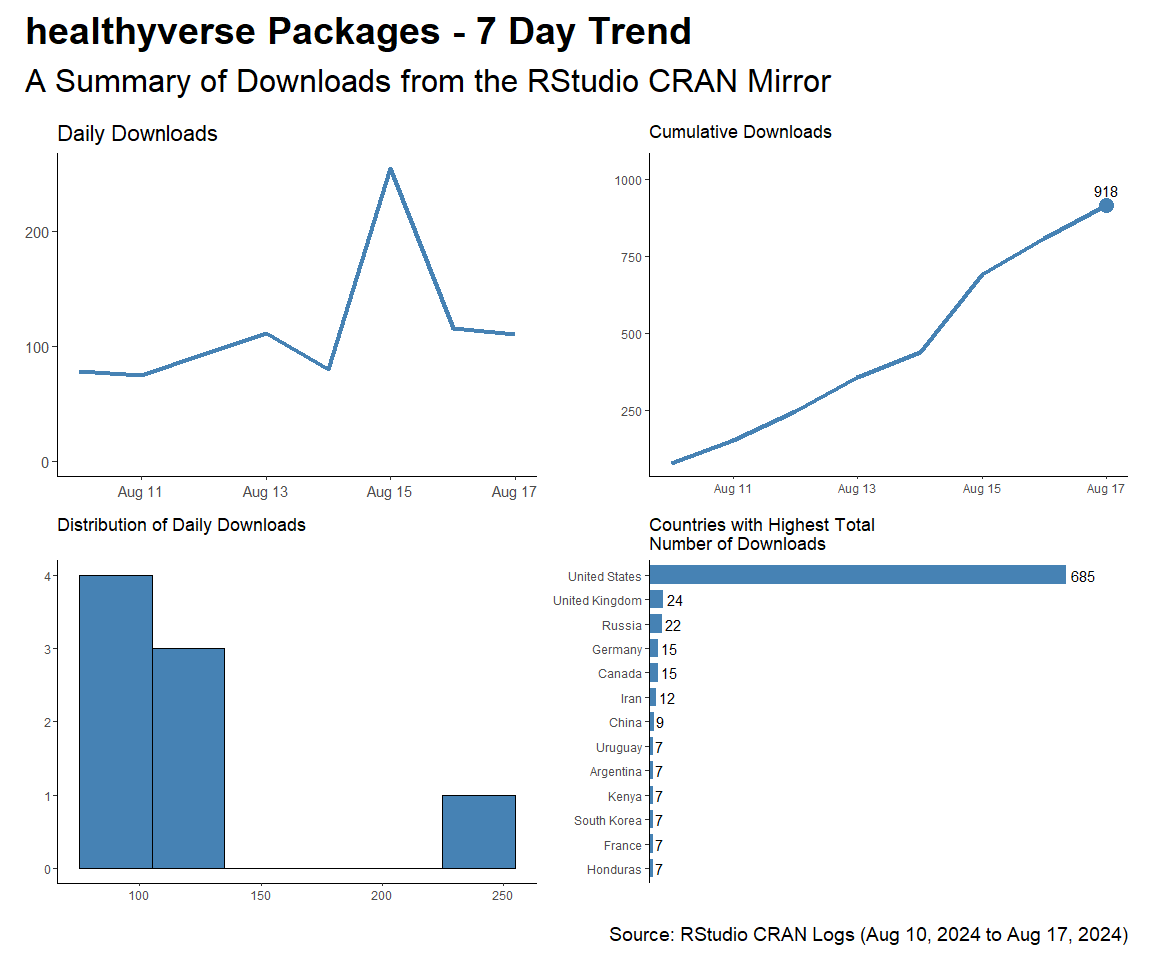 healthyverse Packages - 7 Day Trend
A Summary of Downloads from the RStudio CRAN Mirror
Daily Downloads
200
100
0
Aug 11 Aug 13 Aug 15 Aug 17
Cumulative Downloads
1000
750
500
250
918
Aug 11 Aug 13 Aug 15 Aug 17
Distribution of Daily Downloads
4
3
2
1
0
100 150 200 250
Countries with Highest Total
Number of Downloads
United States 685
United Kingdom 24
Russia 22
Germany 15
Canada 15
Iran 12
China 9
Uruguay 7
Argentina 7
Kenya 7
South Korea 7
France 7
Honduras 7
Source: RStudio CRAN Logs (Aug 10, 2024 to Aug 17, 2024)